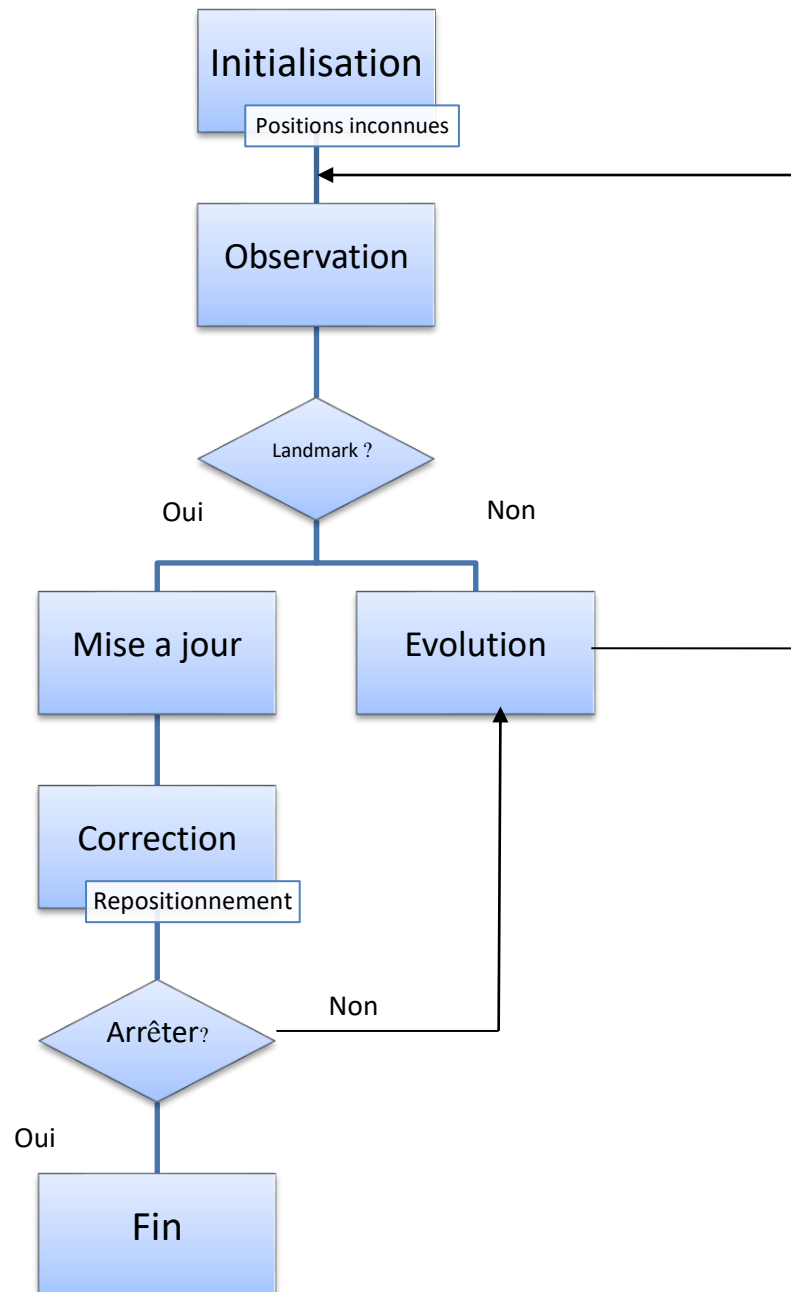 Initialisation
Positions inconnues
Observation
Landmark ?
Oui
Non
Mise a jour
Evolution
Correction
Repositionnement
Non
Arrêter?
Oui
Fin